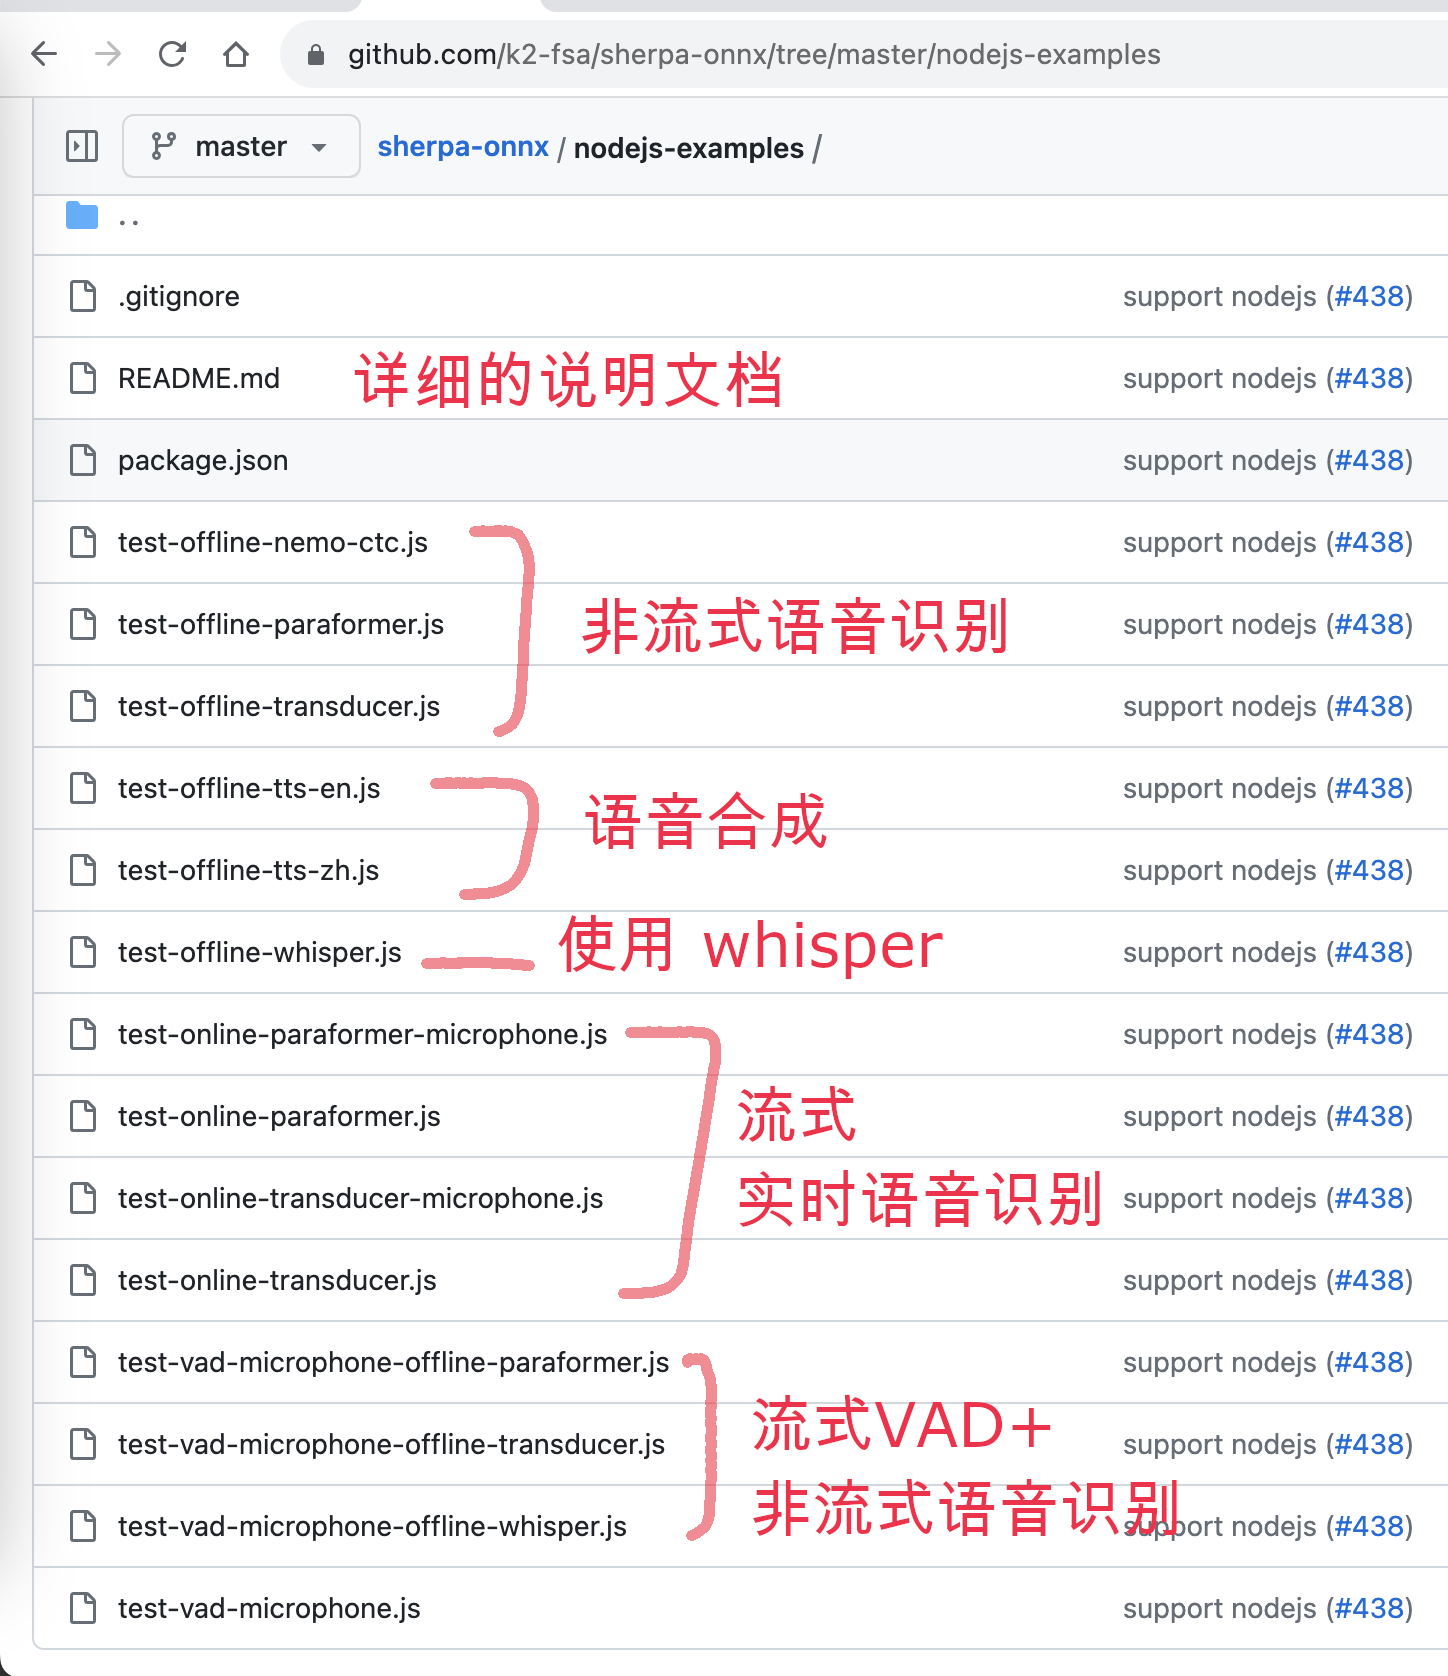 github.com/k2-fsa/sherpa-onnx/tree/master/nodejs-examples
master sherpa-onnx / nodejs-examples /
..
.gitignore support nodejs (#438)
README.md 详细的说明文档 support nodejs (#438)
package.json support nodejs (#438)
test-offline-nemo-ctc.js support nodejs (#438)
test-offline-paraformer.js 非流式语音识别 support nodejs (#438)
test-offline-transducer.js support nodejs (#438)
test-offline-tts-en.js support nodejs (#438)
语音合成
test-offline-tts-zh.js support nodejs (#438)
test-offline-whisper.js 使用 whisper support nodejs (#438)
test-online-paraformer-microphone.js support nodejs (#438)
test-online-paraformer.js 流式 support nodejs (#438)
test-online-transducer-microphone.js 实时语音识别 support nodejs (#438)
test-online-transducer.js support nodejs (#438)
test-vad-microphone-offline-paraformer.js support nodejs (#438)
test-vad-microphone-offline-transducer.js 流式VAD+ support nodejs (#438)
test-vad-microphone-offline-whisper.js 非流式语音识别 support nodejs (#438)
test-vad-microphone.js support nodejs (#438)